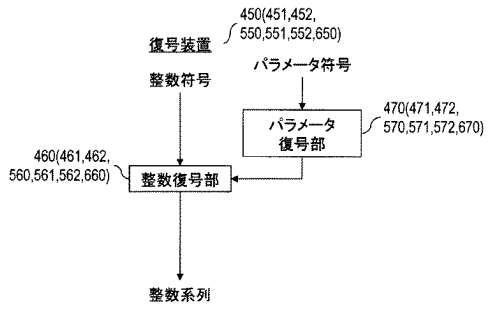 450(451,452,
550,551,552,650)
復号装置
整数符号
パラメータ符号
パラメータ
復号部
470(471,472,
570,571,572,670)
460(461,462,
560,561,562,660)
整数復号部
整数系列